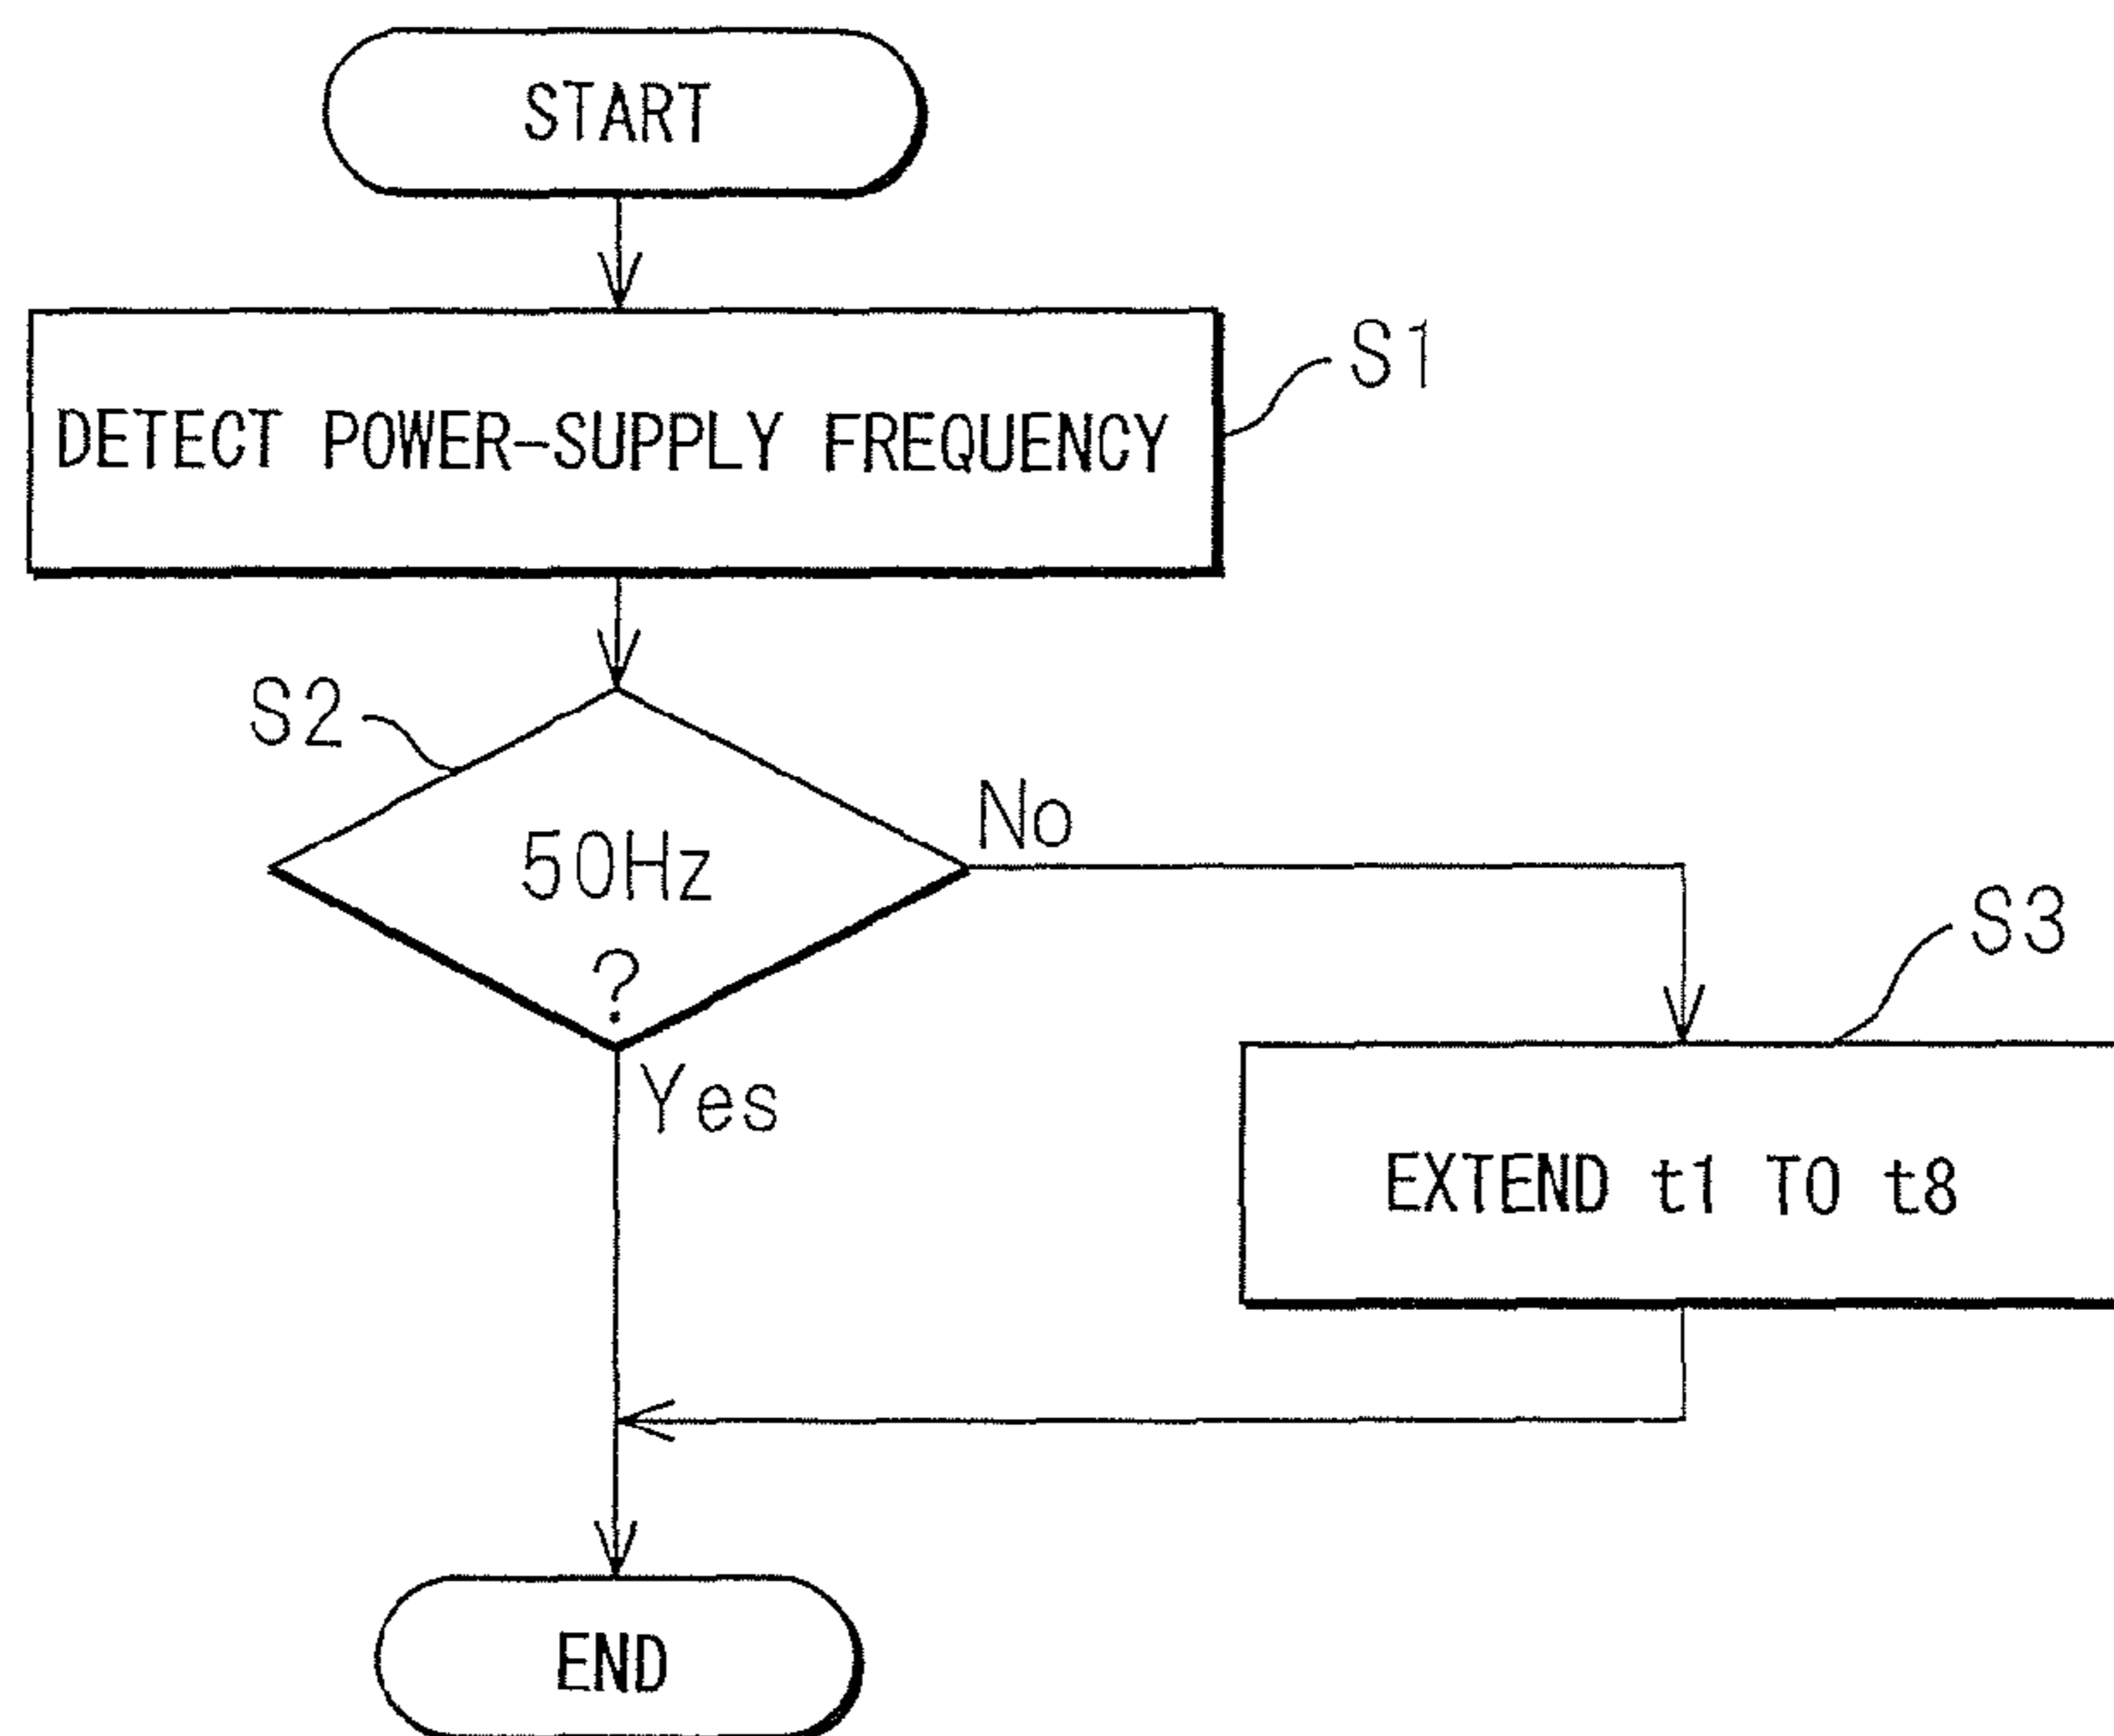 START
DETECT POWER-SUPPLY FREQUENCY
S1
S2
50Hz
?
No
Yes
S3
EXTEND t1 TO t8
END